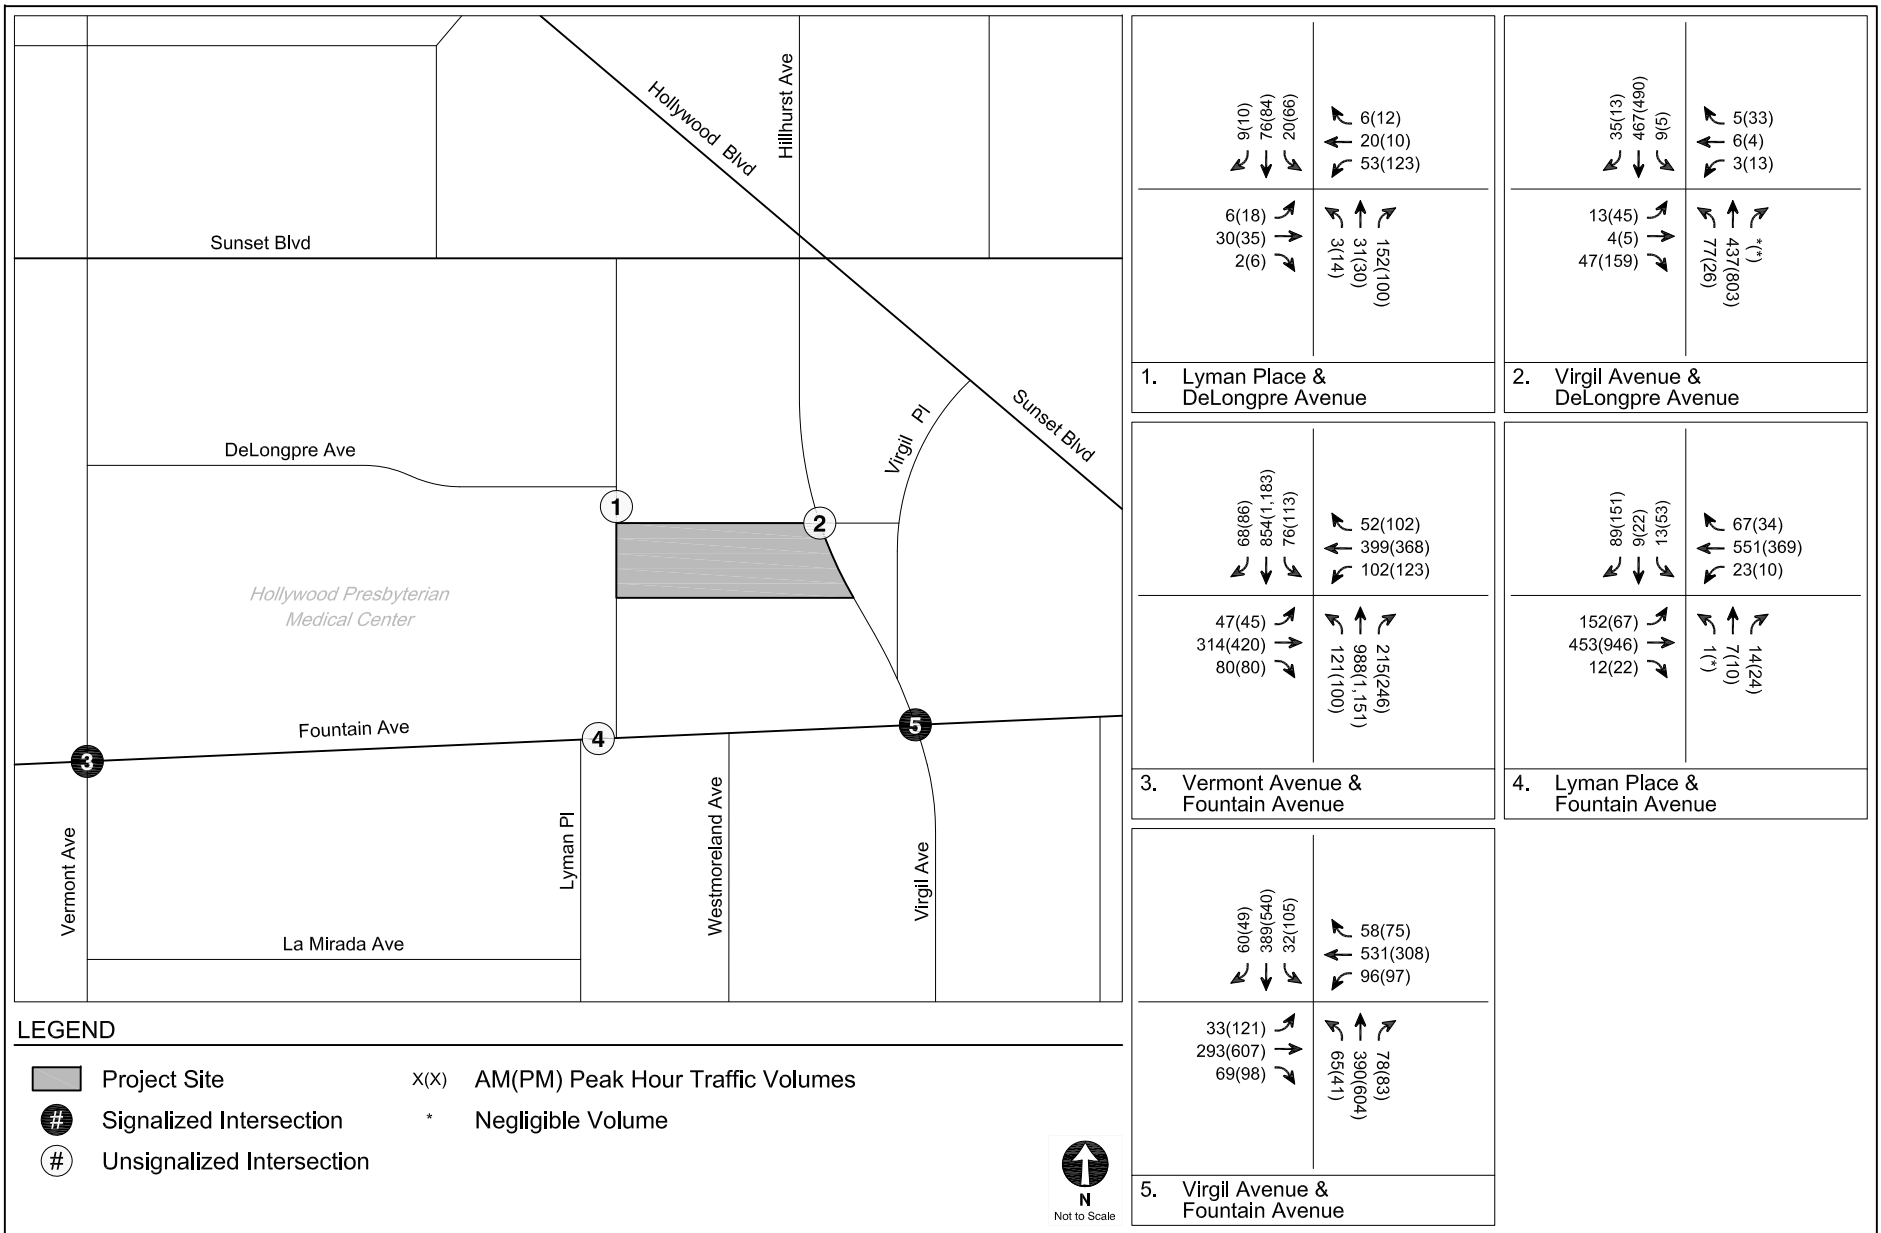 Hollywood Blvd
Hillhurst Ave
Sunset Blvd
Sunset Blvd
Virgil Pl
DeLongpre Ave
1
2
Hollywood Presbyterian
Medical Center
Fountain Ave
3
4
5
Vermont Ave
Lyman Pl
Westmoreland Ave
Virgil Ave
La Mirada Ave
LEGEND
Project Site
X(X) AM(PM) Peak Hour Traffic Volumes
# Signalized Intersection
* Negligible Volume
# Unsignalized Intersection
N
Not to Scale
9(10)
76(84)
20(66)
6(12)
20(10)
53(123)
6(18)
30(35)
2(6)
3(14)
31(30)
152(100)
1. Lyman Place &
DeLongpre Avenue
35(13)
467(490)
9(5)
5(33)
6(4)
3(13)
13(45)
4(5)
47(159)
77(26)
437(803)
*(*)
2. Virgil Avenue &
DeLongpre Avenue
68(86)
854(1,183)
76(113)
52(102)
399(368)
102(123)
47(45)
314(420)
80(80)
121(100)
988(1,151)
215(246)
3. Vermont Avenue &
Fountain Avenue
89(151)
9(22)
13(53)
67(34)
551(369)
23(10)
152(67)
453(946)
12(22)
1(*)
7(10)
14(24)
4. Lyman Place &
Fountain Avenue
60(49)
389(540)
32(105)
58(75)
531(308)
96(97)
33(121)
293(607)
69(98)
65(41)
390(604)
78(83)
5. Virgil Avenue &
Fountain Avenue